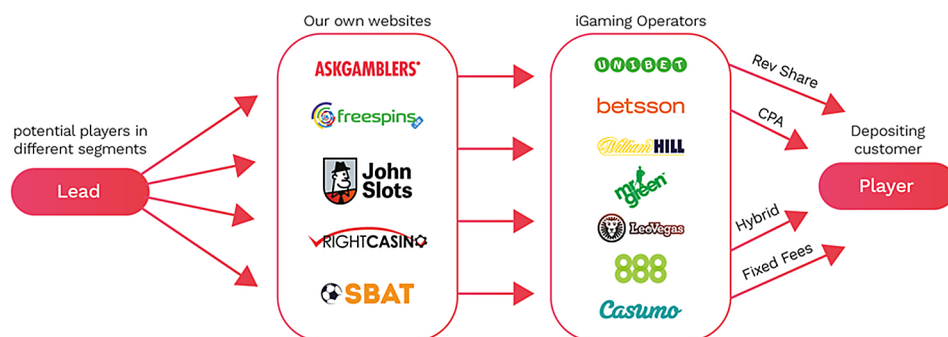 Our own websites
iGaming Operators
potential players in
different segments
Lead
ASKGAMBLERS
freespins
John
Slots
RIGHTCASINO
SBAT
UNIBET
betsson
William HILL
mr
green
LeoVegas
888
Casumo
Rev Share
CPA
Hybrid
Fixed Fees
Depositing
customer
Player